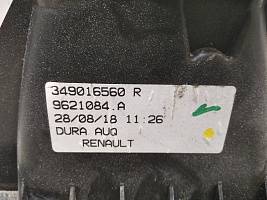 349016560 R
9621084.A
28/08/18 11:26
DURA AUQ
RENAULT